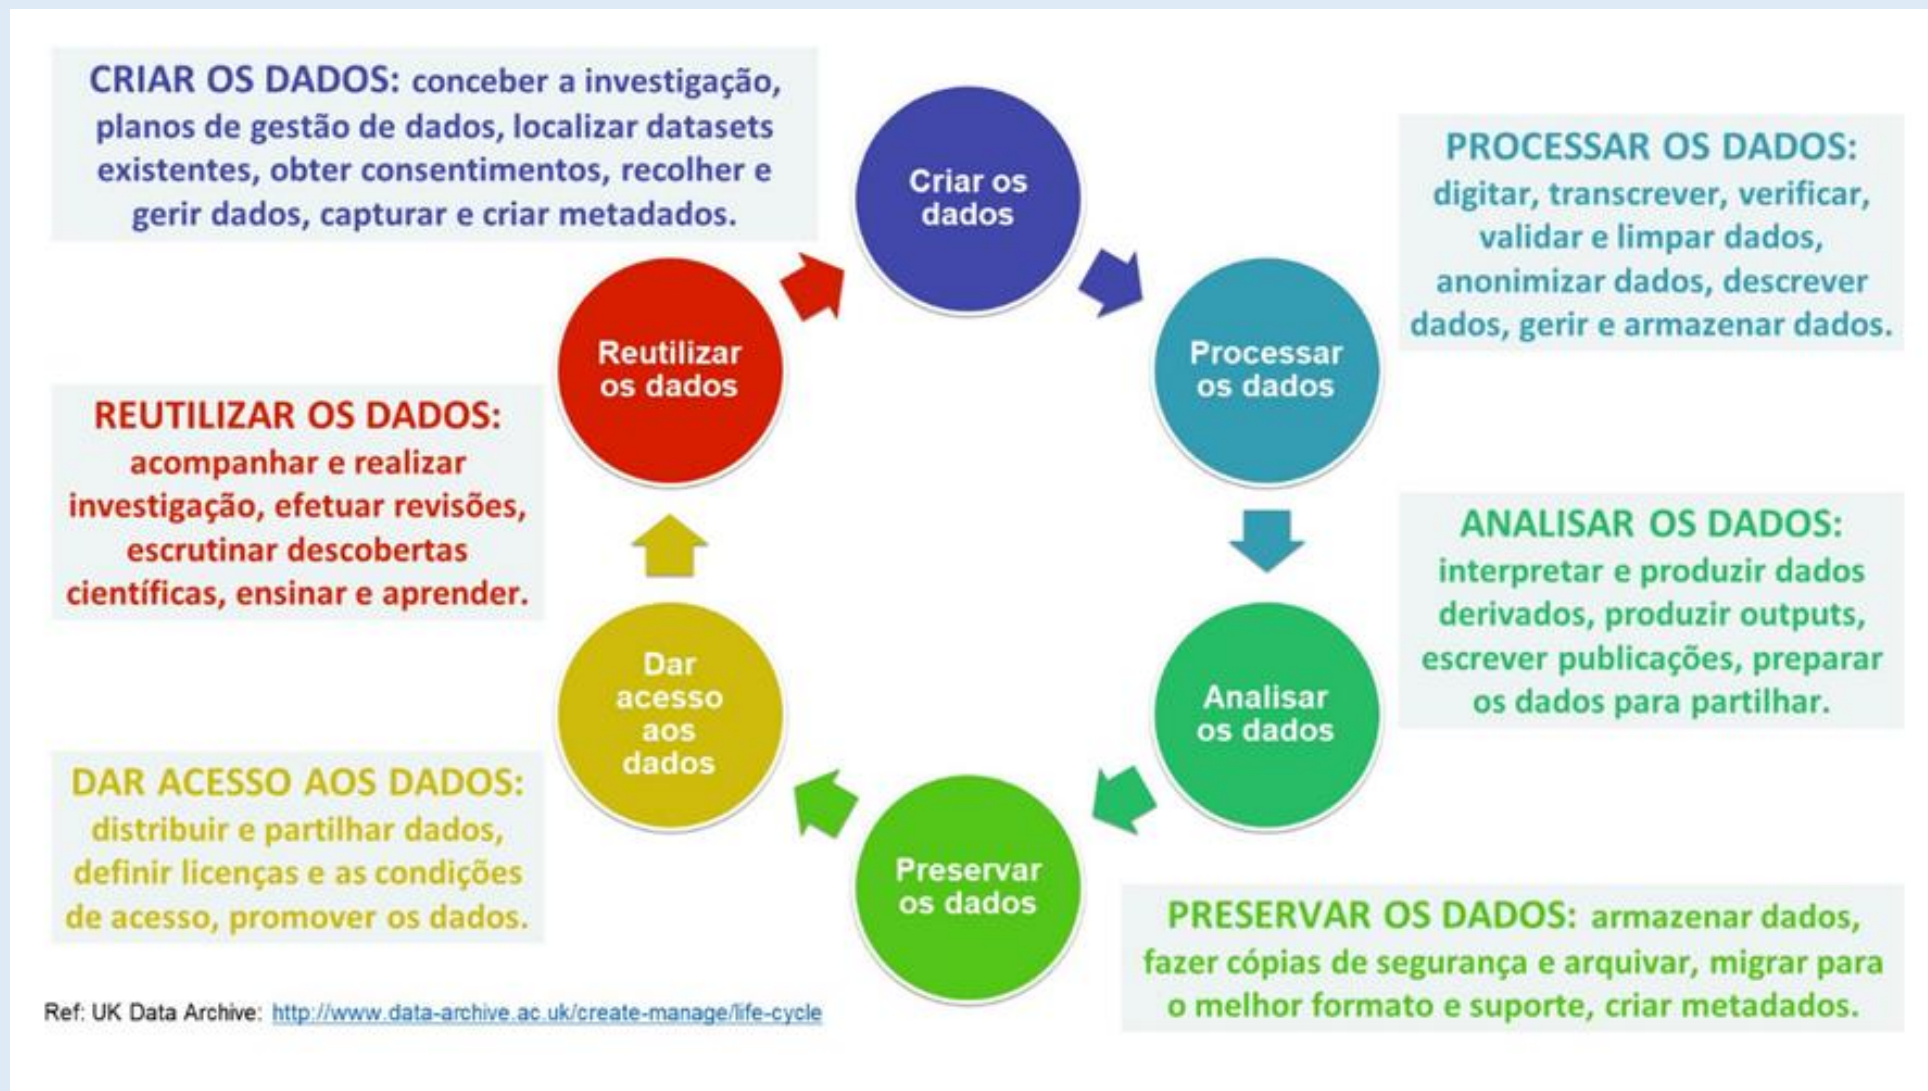 CRIAR OS DADOS: conceber a investigação,
planos de gestão de dados, localizar datasets
existentes, obter consentimentos, recolher e
gerir dados, capturar e criar metadados.
Criar os
dados
PROCESSAR OS DADOS:
digitar, transcrever, verificar,
validar e limpar dados,
anonimizar dados, descrever
dados, gerir e armazenar dados.
Processar
os dados
ANALISAR OS DADOS:
interpretar e produzir dados
derivados, produzir outputs,
escrever publicações, preparar
os dados para partilhar.
Analisar
os dados
PRESERVAR OS DADOS: armazenar dados,
fazer cópias de segurança e arquivar, migrar para
o melhor formato e suporte, criar metadados.
Preservar
os dados
DAR ACESSO AOS DADOS:
distribuir e partilhar dados,
definir licenças e as condições
de acesso, promover os dados.
Dar
acesso
aos
dados
REUTILIZAR OS DADOS:
acompanhar e realizar
investigação, efetuar revisões,
escrutinar descobertas
científicas, ensinar e aprender.
Reutilizar
os dados
Ref: UK Data Archive: http://www.data-archive.ac.uk/create-manage/life-cycle